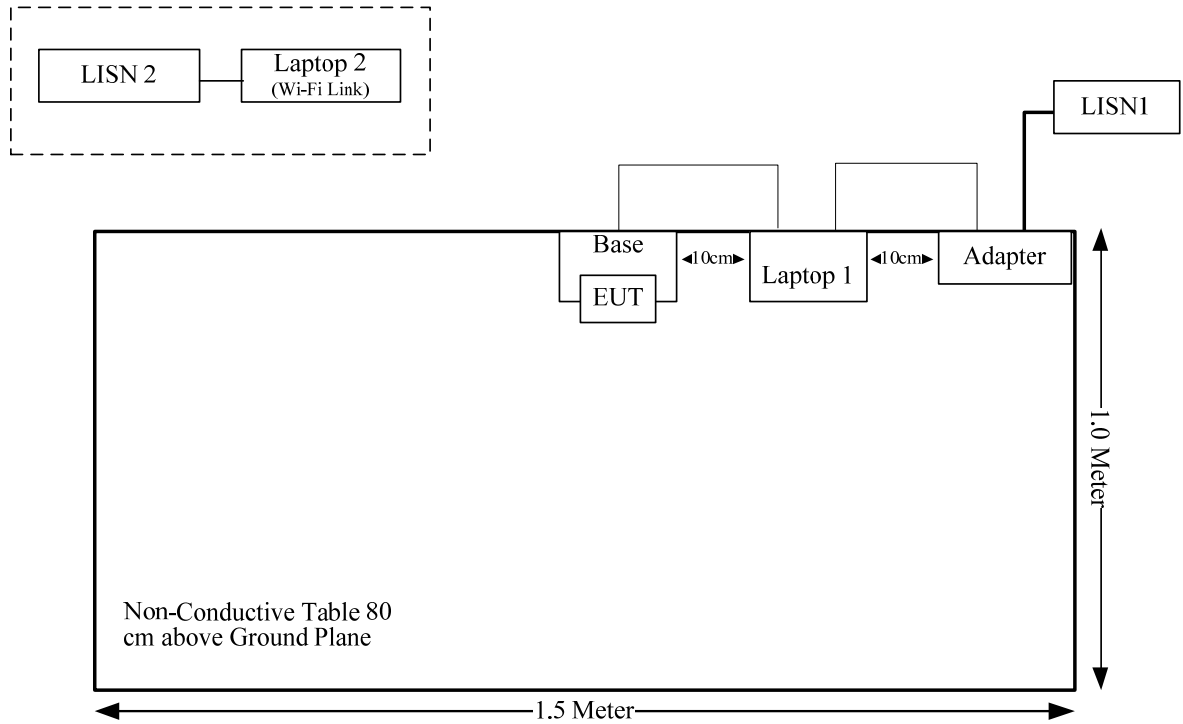 LISN 2
Laptop 2
(Wi-Fi Link)
LISN1
Base
10cm
Laptop 1
10cm
Adapter
EUT
1.0 Meter
Non-Conductive Table 80
cm above Ground Plane
1.5 Meter